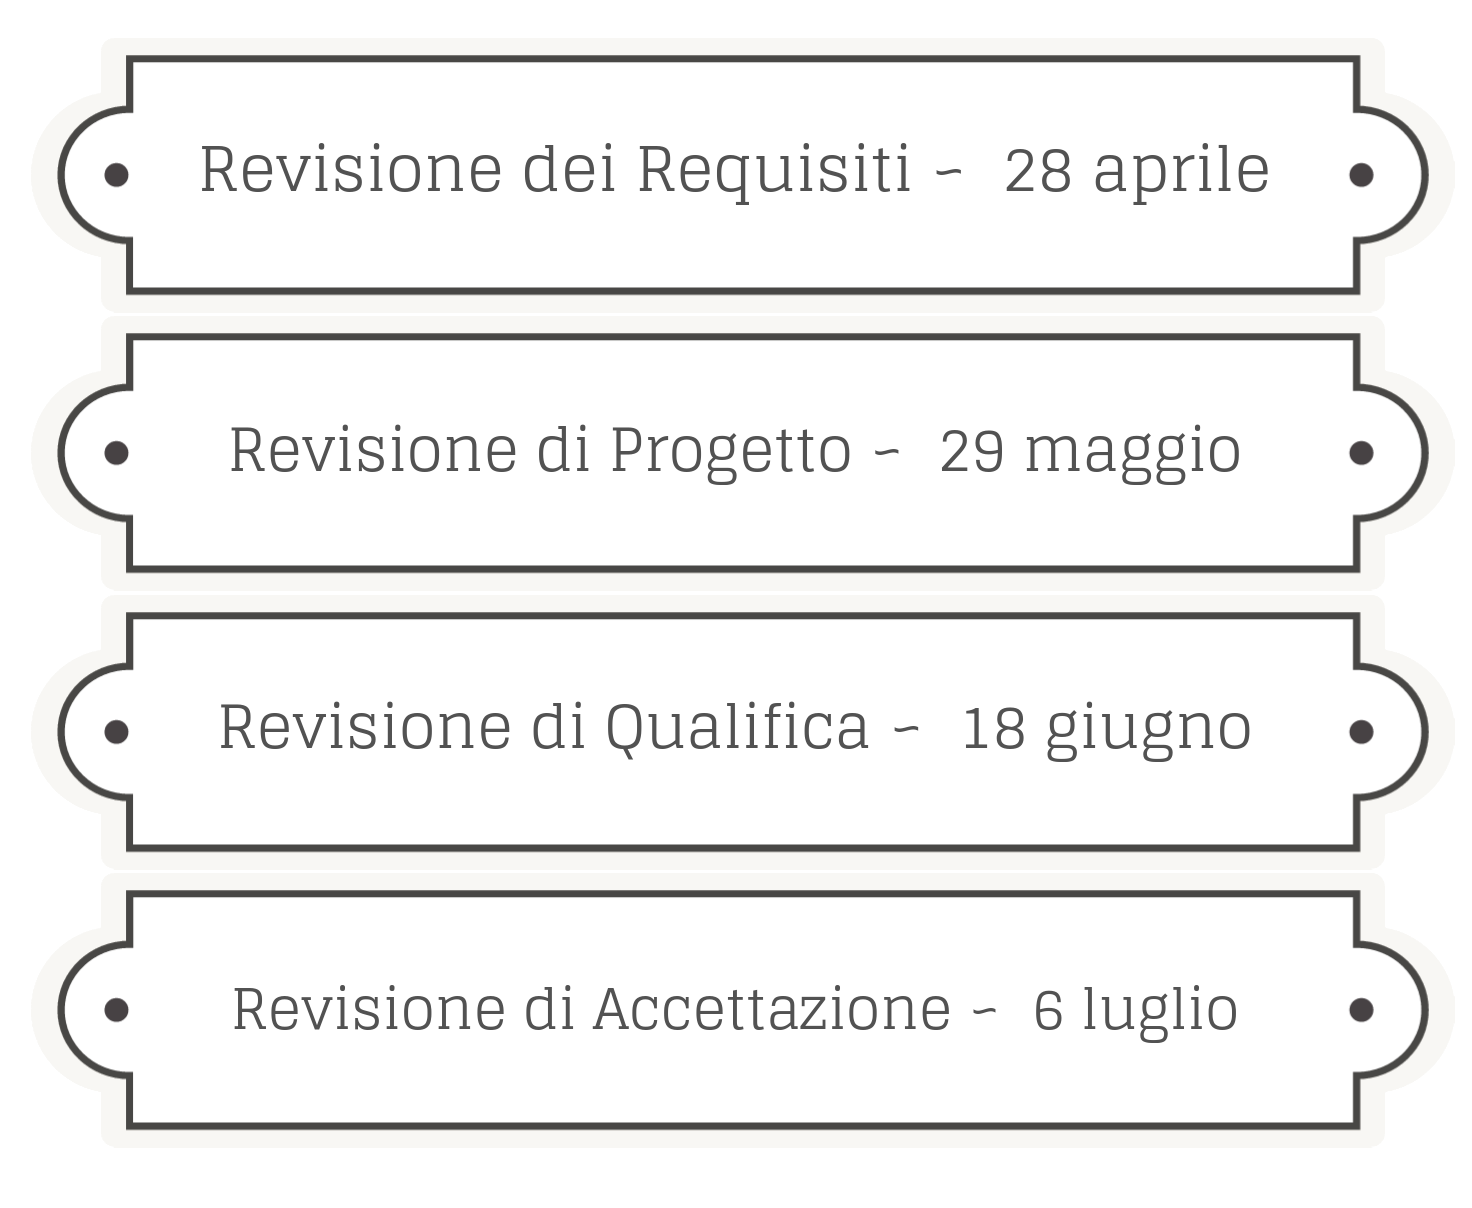 Revisione dei Requisiti ~ 28 aprile
Revisione di Progetto ~ 29 maggio
Revisione di Qualifica ~ 18 giugno
Revisione di Accettazione ~ 6 luglio